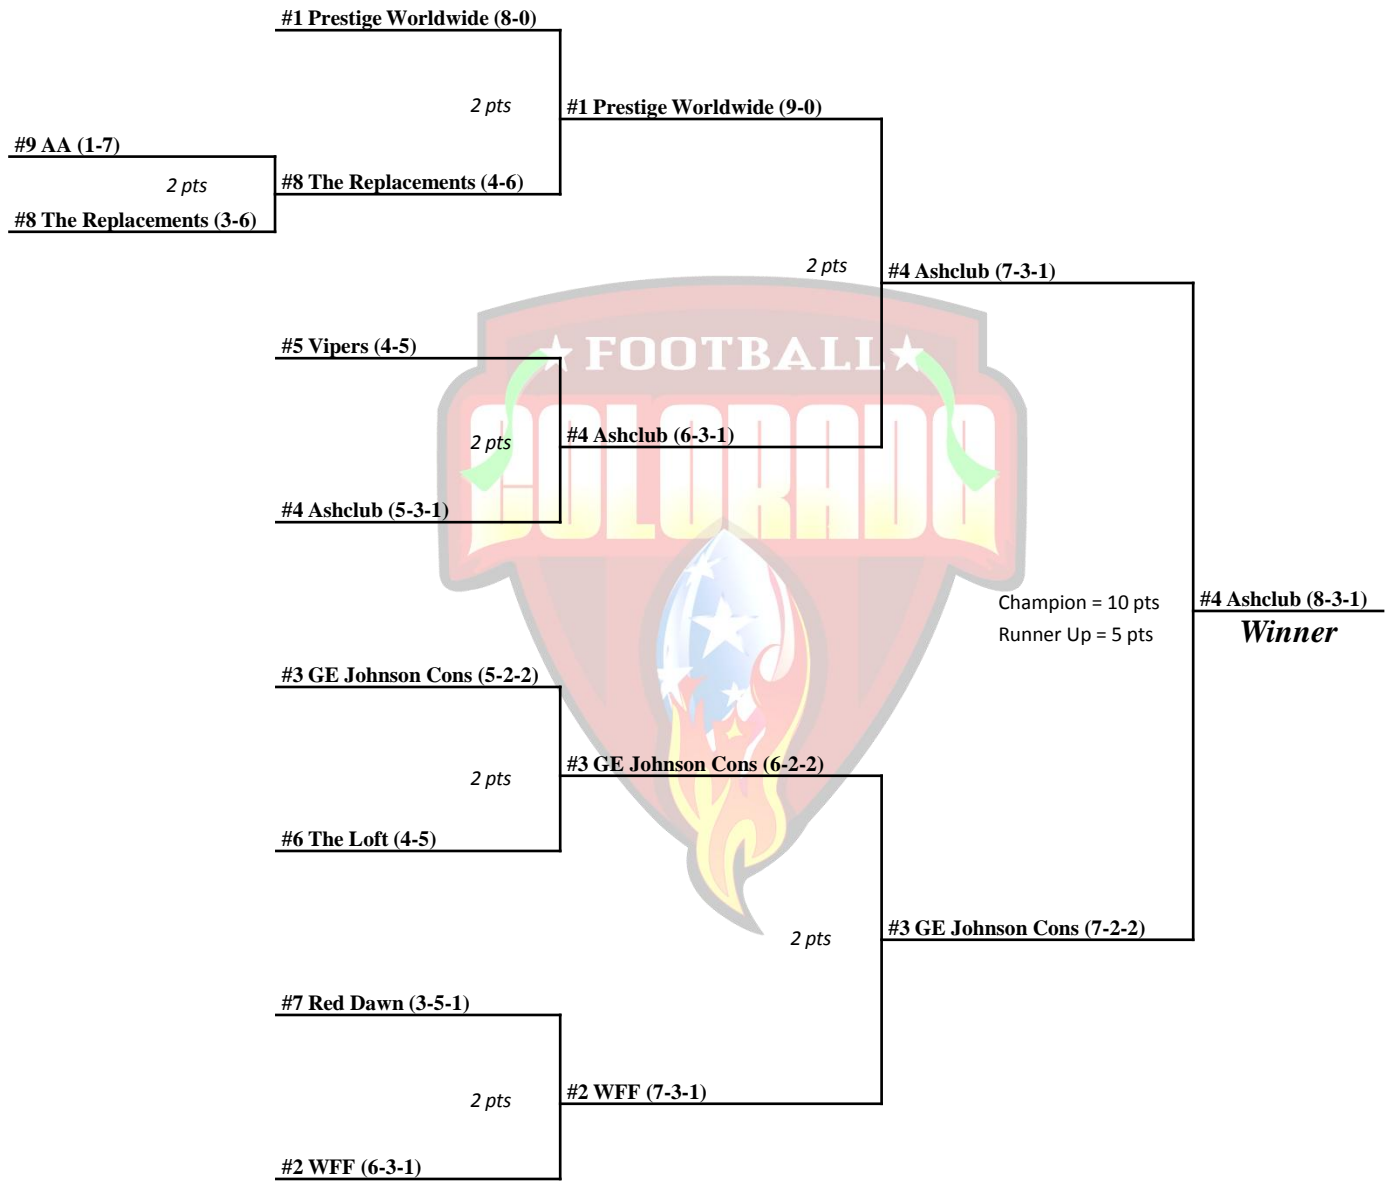 #1 Prestige Worldwide (8-0)
2 pts
#1 Prestige Worldwide (9-0)
#9 AA (1-7)
2 pts
#8 The Replacements (4-6)
#8 The Replacements (3-6)
2 pts
#4 Ashclub (7-3-1)
FOOTBALL
#5 Vipers (4-5)
COLORADO
2 pts
#4 Ashclub (6-3-1)
#4 Ashclub (5-3-1)
Champion = 10 pts
#4 Ashclub (8-3-1)
Runner Up = 5 pts
Winner
#3 GE Johnson Cons (5-2-2)
2 pts
#3 GE Johnson Cons (6-2-2)
#6 The Loft (4-5)
2 pts
#3 GE Johnson Cons (7-2-2)
#7 Red Dawn (3-5-1)
2 pts
#2 WFF (7-3-1)
#2 WFF (6-3-1)